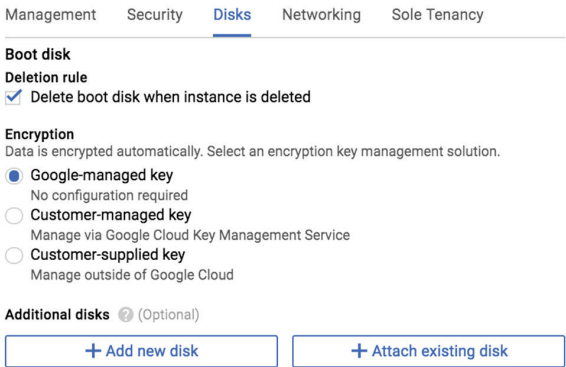 Management Security Disks Networking Sole Tenancy
Boot disk
Deletion rule
Delete boot disk when instance is deleted
Encryption
Data is encrypted automatically. Select an encryption key management solution.
Google-managed key
No configuration required
Customer-managed key
Manage via Google Cloud Key Management Service
Customer-supplied key
Manage outside of Google Cloud
Additional disks ? (Optional)
+ Add new disk + Attach existing disk